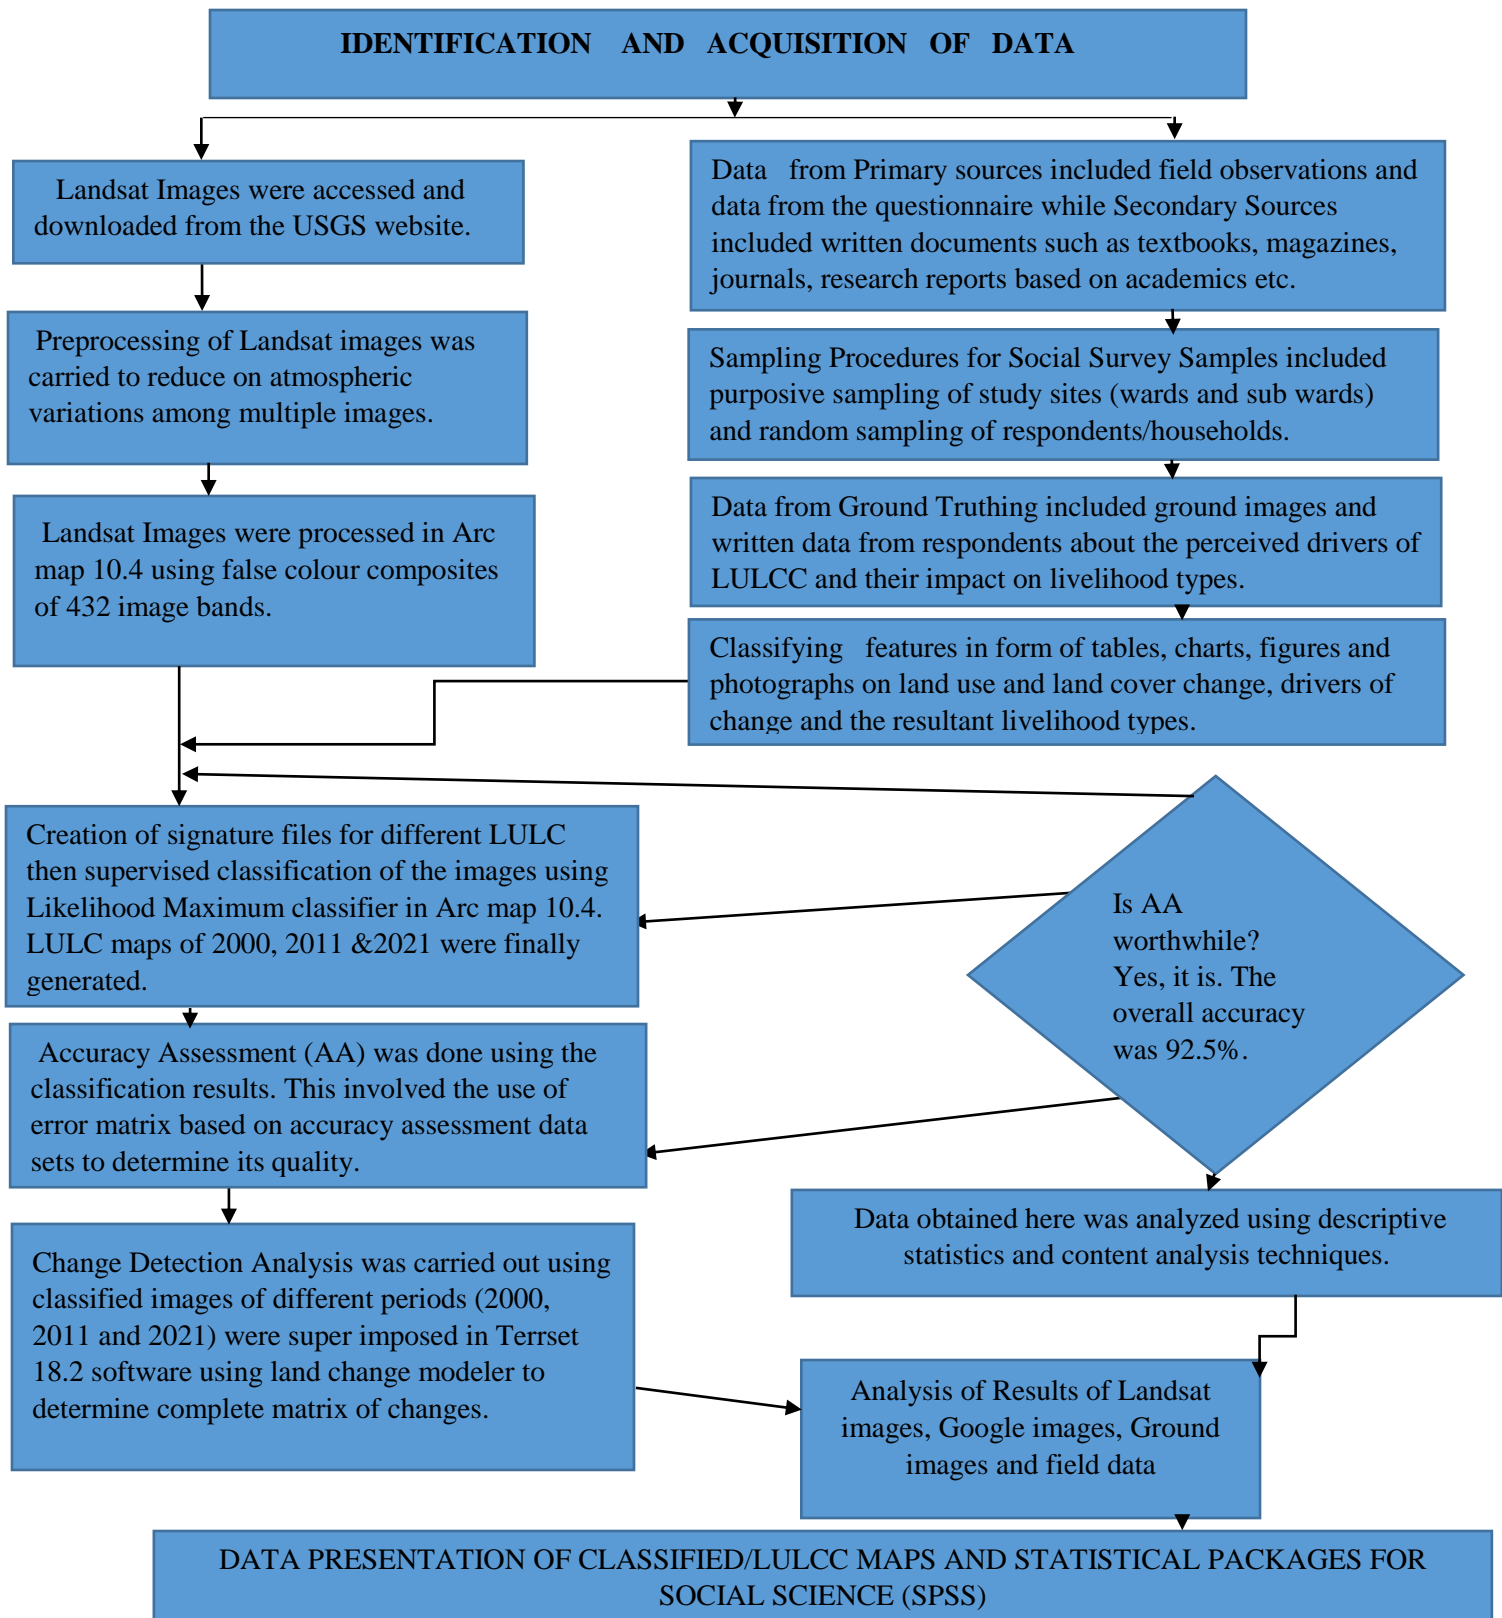 IDENTIFICATION AND ACQUISITION OF DATA
Landsat Images were accessed and
downloaded from the USGS website.
Preprocessing of Landsat images was
carried to reduce on atmospheric
variations among multiple images.
Landsat Images were processed in Arc
map 10.4 using false colour composites
of 432 image bands.
Data from Primary sources included field observations and
data from the questionnaire while Secondary Sources
included written documents such as textbooks, magazines,
journals, research reports based on academics etc.
Sampling Procedures for Social Survey Samples included
purposive sampling of study sites (wards and sub wards)
and random sampling of respondents/households.
Data from Ground Truthing included ground images and
written data from respondents about the perceived drivers of
LULCC and their impact on livelihood types.
Classifying features in form of tables, charts, figures and
photographs on land use and land cover change, drivers of
change and the resultant livelihood types.
Creation of signature files for different LULC
then supervised classification of the images using
Likelihood Maximum classifier in Arc map 10.4.
LULC maps of 2000, 2011 &2021 were finally
generated.
Is AA
worthwhile?
Yes, it is. The
overall accuracy
was 92.5%.
Accuracy Assessment (AA) was done using the
classification results. This involved the use of
error matrix based on accuracy assessment data
sets to determine its quality.
Data obtained here was analyzed using descriptive
statistics and content analysis techniques.
Change Detection Analysis was carried out using
classified images of different periods (2000,
2011 and 2021) were super imposed in Terrset
18.2 software using land change modeler to
determine complete matrix of changes.
Analysis of Results of Landsat
images, Google images, Ground
images and field data
DATA PRESENTATION OF CLASSIFIED/LULCC MAPS AND STATISTICAL PACKAGES FOR
SOCIAL SCIENCE (SPSS)